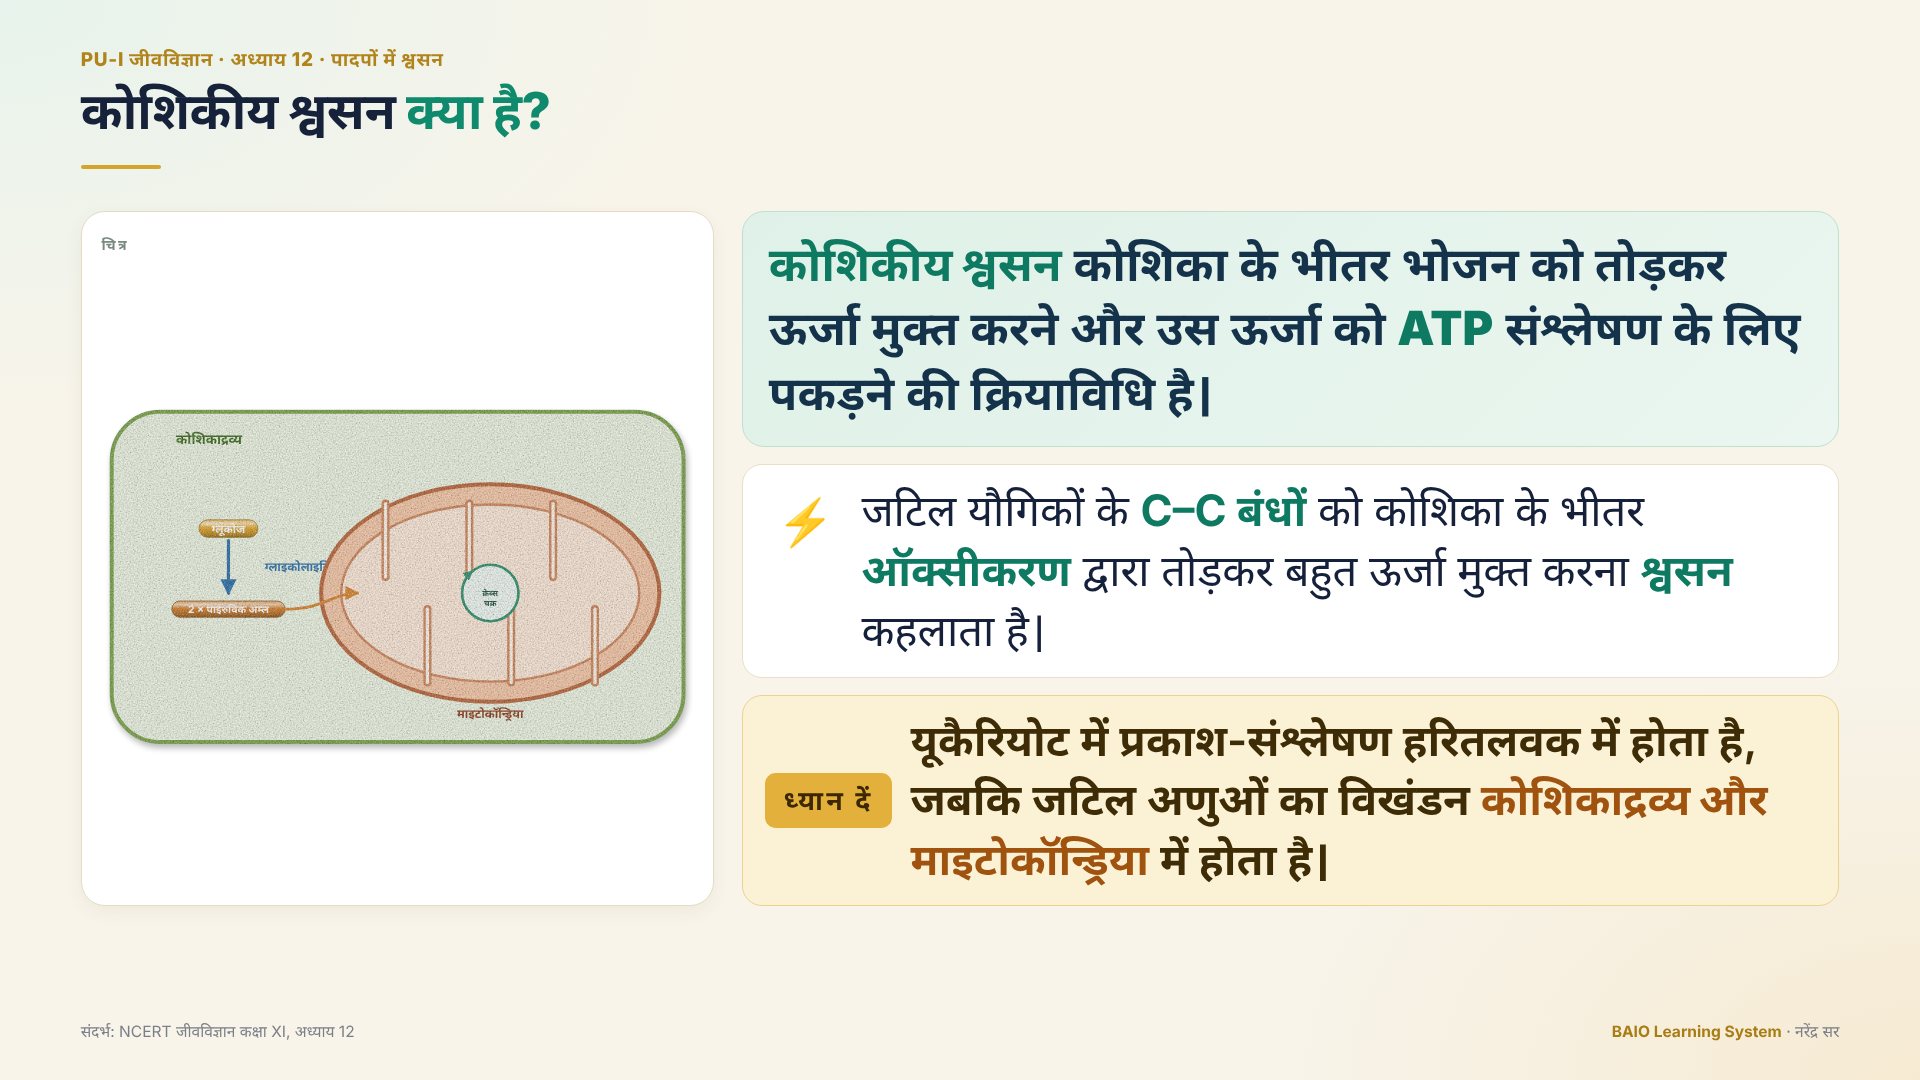 PU-I जीवविज्ञान · अध्याय 12 · पादपों में श्वसन
कोशिकीय श्वसन क्या है?
चित्र
कोशिकाद्रव्य
ग्लूकोज
2 × पाइरुविक अम्ल
क्रेब्स
चक्र
माइटोकॉन्ड्रिया
कोशिकीय श्वसन कोशिका के भीतर भोजन को तोड़कर
ऊर्जा मुक्त करने और उस ऊर्जा को ATP संश्लेषण के लिए
पकड़ने की क्रियाविधि है|
⚡ जटिल यौगिकों के C–C बंधों को कोशिका के भीतर
ऑक्सीकरण द्वारा तोड़कर बहुत ऊर्जा मुक्त करना श्वसन
कहलाता है|
ध्यान दें
यूकैरियोट में प्रकाश-संश्लेषण हरितलवक में होता है,
जबकि जटिल अणुओं का विखंडन कोशिकाद्रव्य और
माइटोकॉन्ड्रिया में होता है|
संदर्भ: NCERT जीवविज्ञान कक्षा XI, अध्याय 12
BAIO Learning System · नरेंद्र सर